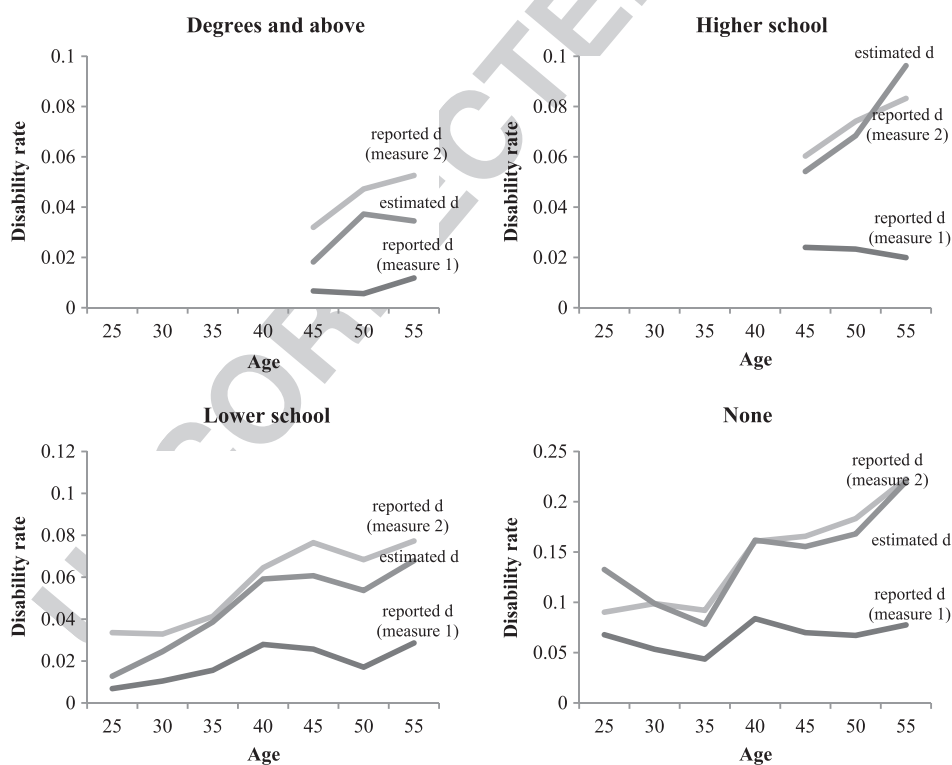 Degrees and above
0.1
0.08
0.06
0.04
0.02
0
Disability rate
reported d
(measure 2)
estimated d
reported d
(measure 1)
25 30 35 40 45 50 55
Age
Higher school
0.1
0.08
0.06
0.04
0.02
0
Disability rate
estimated d
reported d
(measure 2)
reported d
(measure 1)
25 30 35 40 45 50 55
Age
Lower school
0.12
0.1
0.08
0.06
0.04
0.02
0
Disability rate
reported d
(measure 2)
estimated d
reported d
(measure 1)
25 30 35 40 45 50 55
Age
None
0.25
0.2
0.15
0.1
0.05
0
Disability rate
reported d
(measure 2)
estimated d
reported d
(measure 1)
25 30 35 40 45 50 55
Age